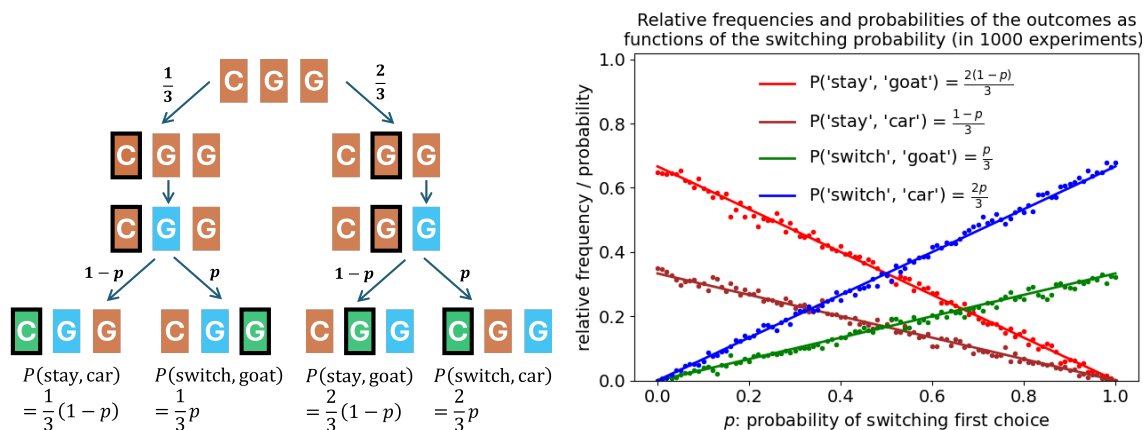 1/3
C G G
2/3
C G G
C G G
C G G
C G G
1 − p
p
1 − p
p
C G G
C G G
C G G
C G G
P(stay, car)
= 1/3 (1 − p)
P(switch, goat)
= 1/3 p
P(stay, goat)
= 2/3 (1 − p)
P(switch, car)
= 2/3 p
Relative frequencies and probabilities of the outcomes as
functions of the switching probability (in 1000 experiments)
P('stay', 'goat') = 2(1−p)/3
P('stay', 'car') = 1−p/3
P('switch', 'goat') = p/3
P('switch', 'car') = 2p/3
relative frequency / probability
1.0
0.8
0.6
0.4
0.2
0.0
0.0 0.2 0.4 0.6 0.8 1.0
p: probability of switching first choice